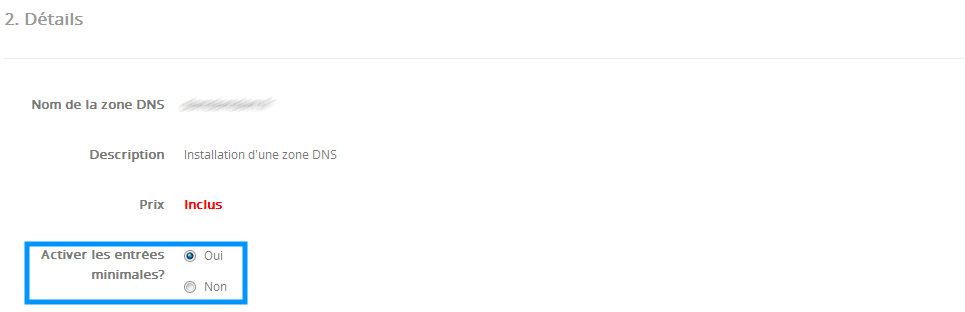 2. Détails
Nom de la zone DNS
Description Installation d'une zone DNS
Prix Inclus
Activer les entrées Oui
minimales?
Non